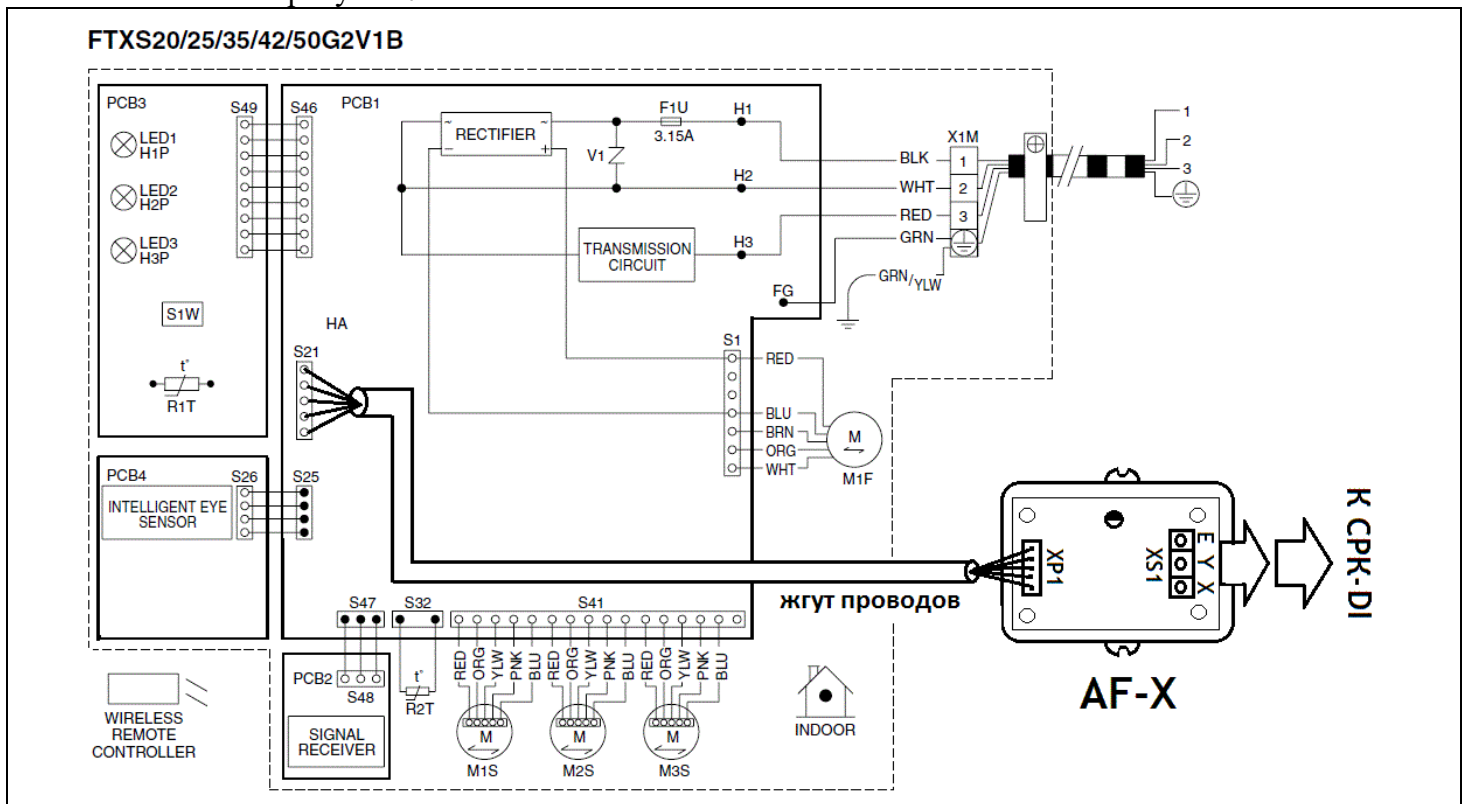 FTXS20/25/35/42/50G2V1B
PCB3
S49
S46
PCB1
LED1
H1P
LED2
H2P
LED3
H3P
S1W
t°
R1T
RECTIFIER
~
~
−
+
F1U
3.15A
V1
H1
H2
H3
TRANSMISSION
CIRCUIT
FG
BLK
WHT
RED
GRN
GRN/YLW
X1M
1
2
3
1
2
3
HA
S21
S1
RED
BLU
BRN
ORG
WHT
M
M1F
PCB4
S26
S25
INTELLIGENT EYE
SENSOR
XP1
XS1
E Y X
К СРК-DI
AF-X
жгут проводов
S47
S32
S41
RED
ORG
YLW
PNK
BLU
RED
ORG
YLW
PNK
BLU
RED
ORG
YLW
PNK
BLU
PCB2
S48
SIGNAL
RECEIVER
t°
R2T
M
M1S
M
M2S
M
M3S
WIRELESS
REMOTE
CONTROLLER
INDOOR